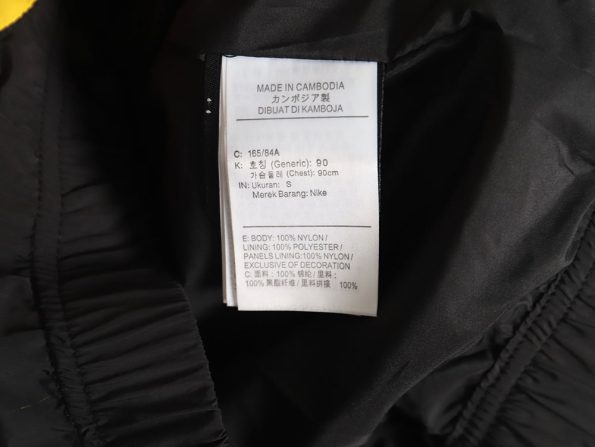 MADE IN CAMBODIA
カンボジア製
DIBUAT DI KAMBOJA
C: 165/84A
K: 호칭 (Generic): 90
가슴둘레 (Chest): 90cm
IN: Ukuran: S
Merek Barang: Nike
E: BODY: 100% NYLON /
LINING: 100% POLYESTER /
PANELS LINING:100% NYLON /
EXCLUSIVE OF DECORATION
C: 面料：100% 锦纶 / 里料：
100% 聚酯纤维 / 里料拼接 100%